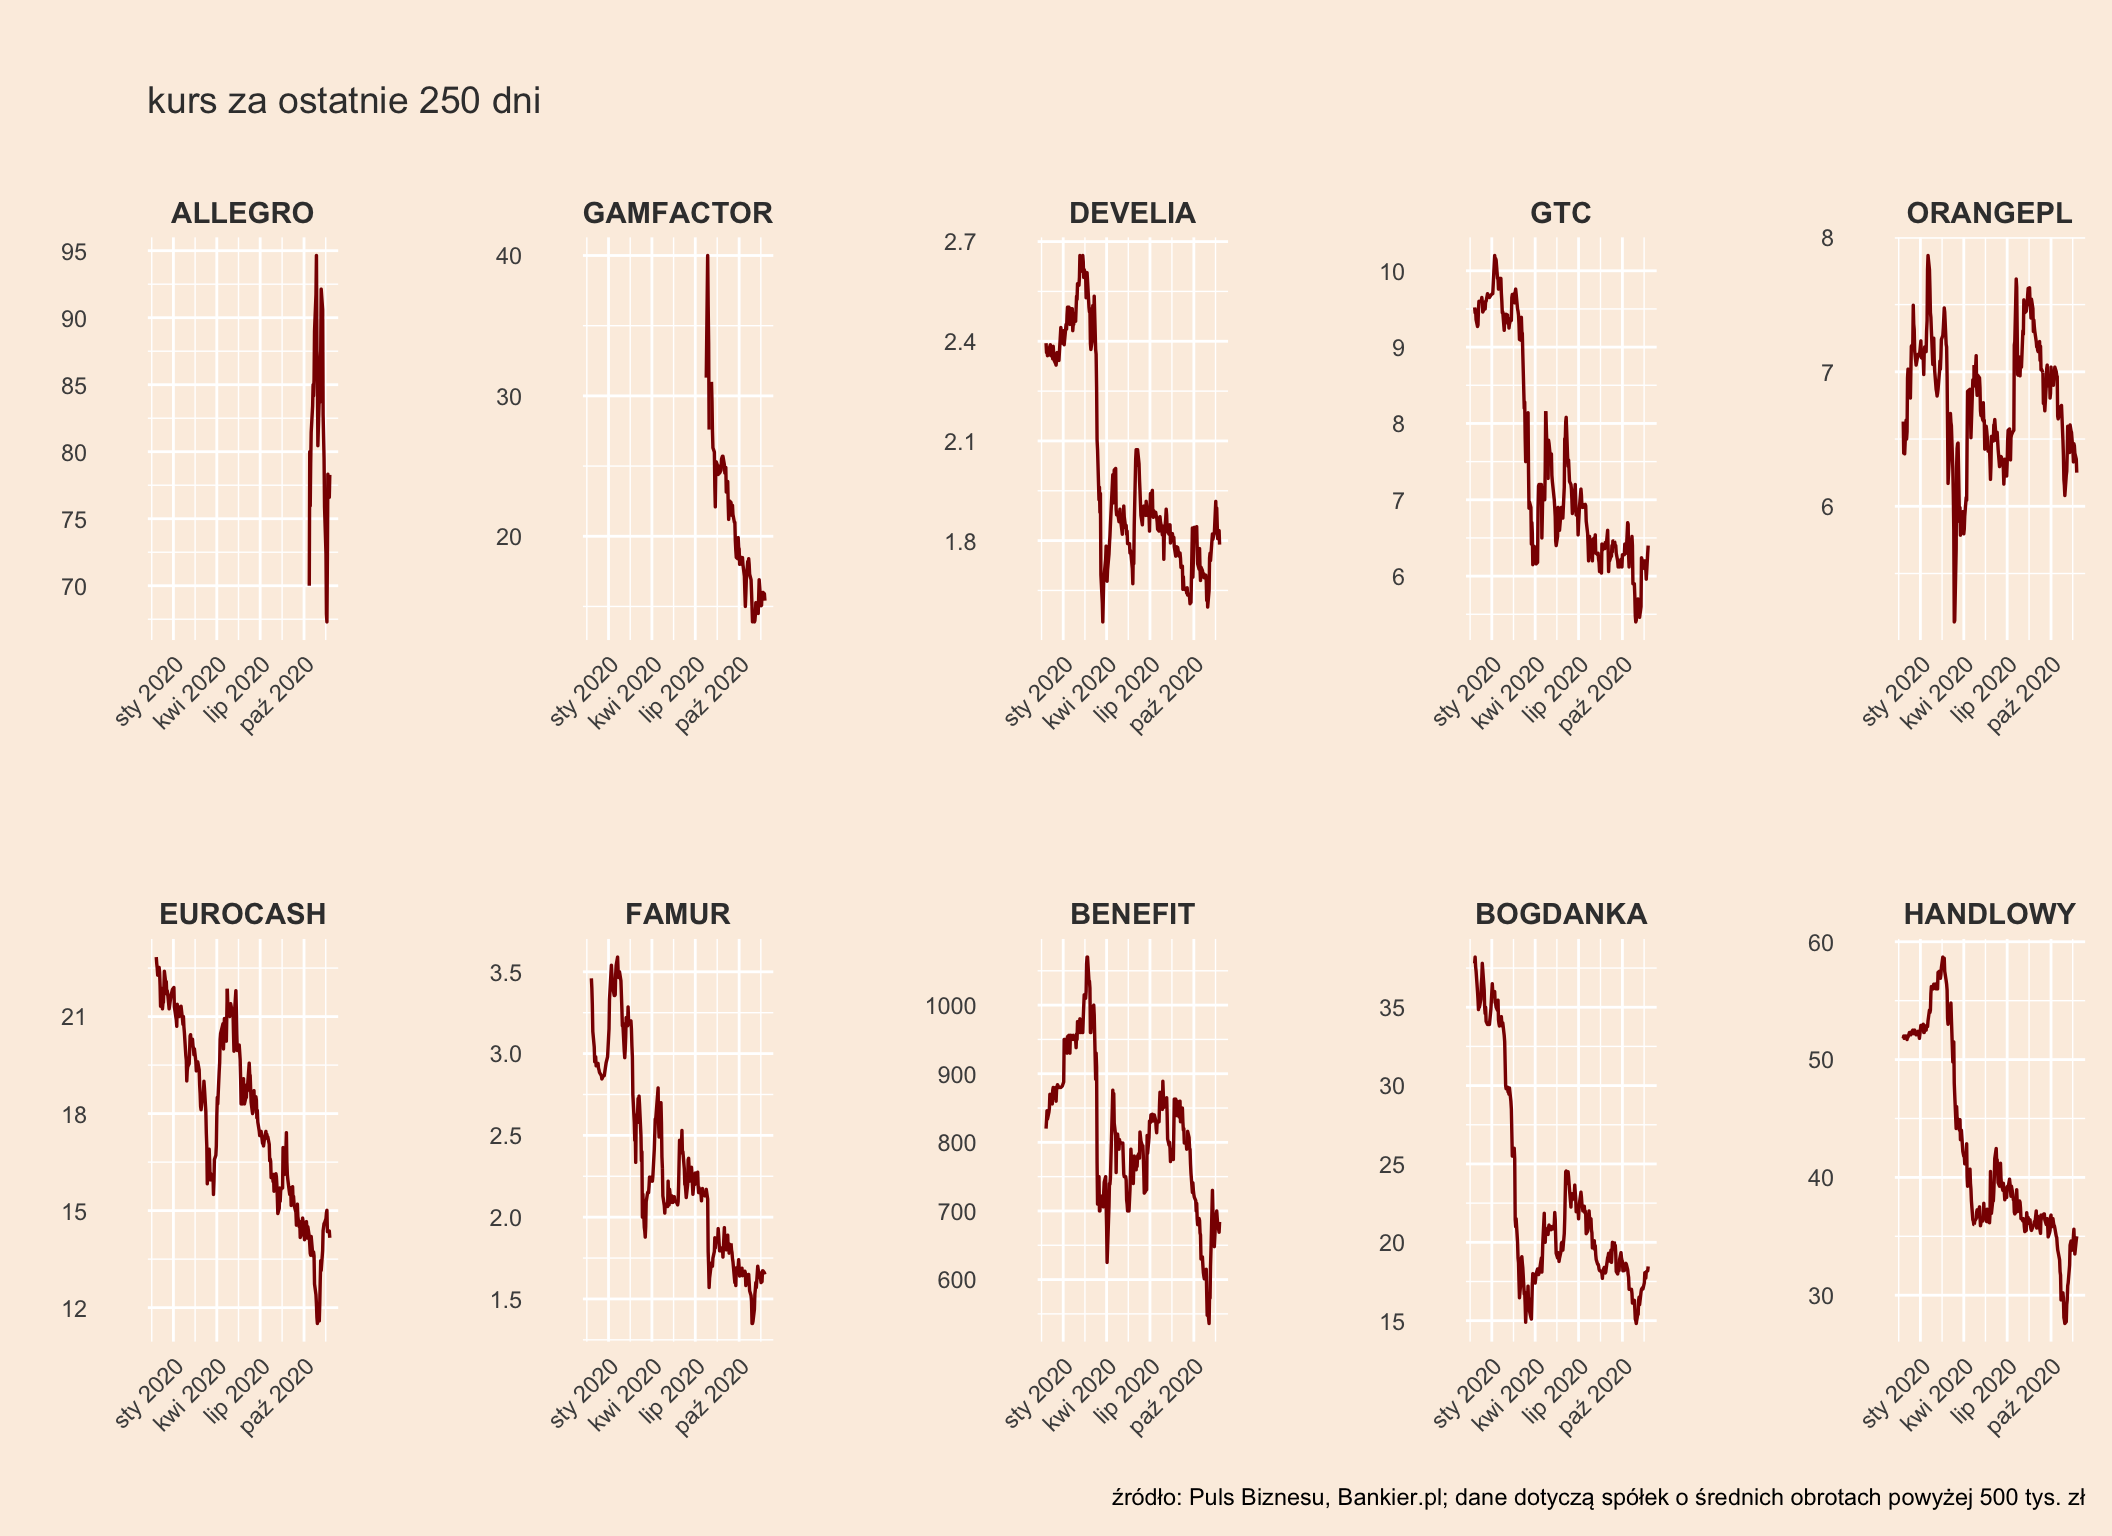 kurs za ostatnie 250 dni
ALLEGRO
95
90
85
80
75
70
sty 2020
kwi 2020
lip 2020
paź 2020
GAMFACTOR
40
30
20
sty 2020
kwi 2020
lip 2020
paź 2020
DEVELIA
2.7
2.4
2.1
1.8
sty 2020
kwi 2020
lip 2020
paź 2020
GTC
10
9
8
7
6
sty 2020
kwi 2020
lip 2020
paź 2020
ORANGEPL
8
7
6
sty 2020
kwi 2020
lip 2020
paź 2020
EUROCASH
21
18
15
12
sty 2020
kwi 2020
lip 2020
paź 2020
FAMUR
3.5
3.0
2.5
2.0
1.5
sty 2020
kwi 2020
lip 2020
paź 2020
BENEFIT
1000
900
800
700
600
sty 2020
kwi 2020
lip 2020
paź 2020
BOGDANKA
35
30
25
20
15
sty 2020
kwi 2020
lip 2020
paź 2020
HANDLOWY
60
50
40
30
sty 2020
kwi 2020
lip 2020
paź 2020
źródło: Puls Biznesu, Bankier.pl; dane dotyczą spółek o średnich obrotach powyżej 500 tys. zł